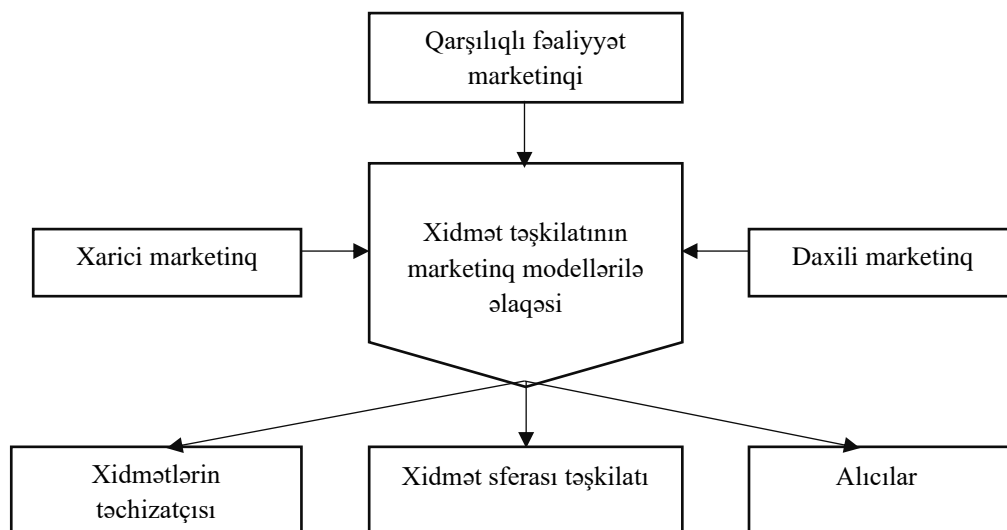 Qarşılıqlı fəaliyyət
marketinqi
Xarici marketinq
Xidmət təşkilatının
marketinq modellərilə
əlaqəsi
Daxili marketinq
Xidmətlərin
təchizatçısı
Xidmət sferası təşkilatı
Alıcılar